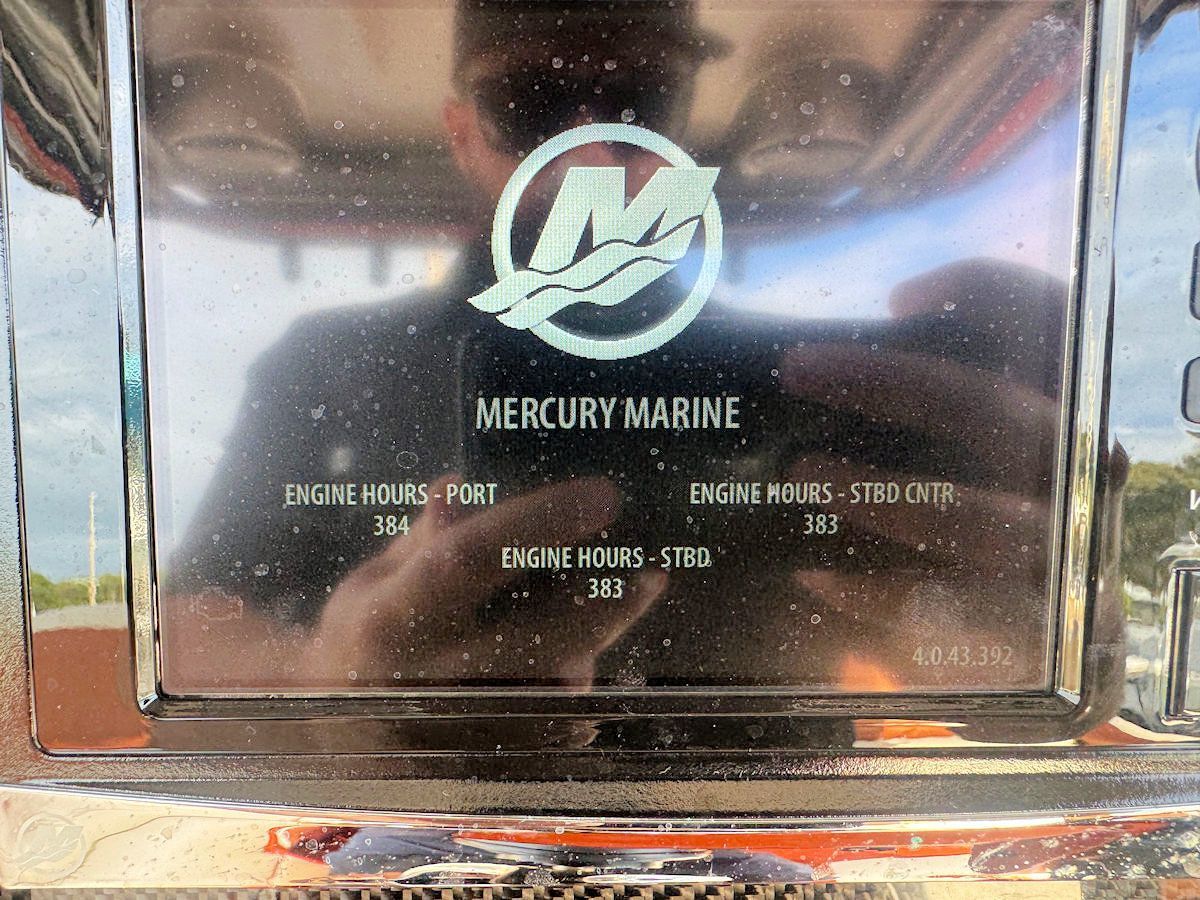 M
MERCURY MARINE
ENGINE HOURS - PORT
384
ENGINE HOURS - STBD CNTR
383
ENGINE HOURS - STBD
383
4.0.43.392